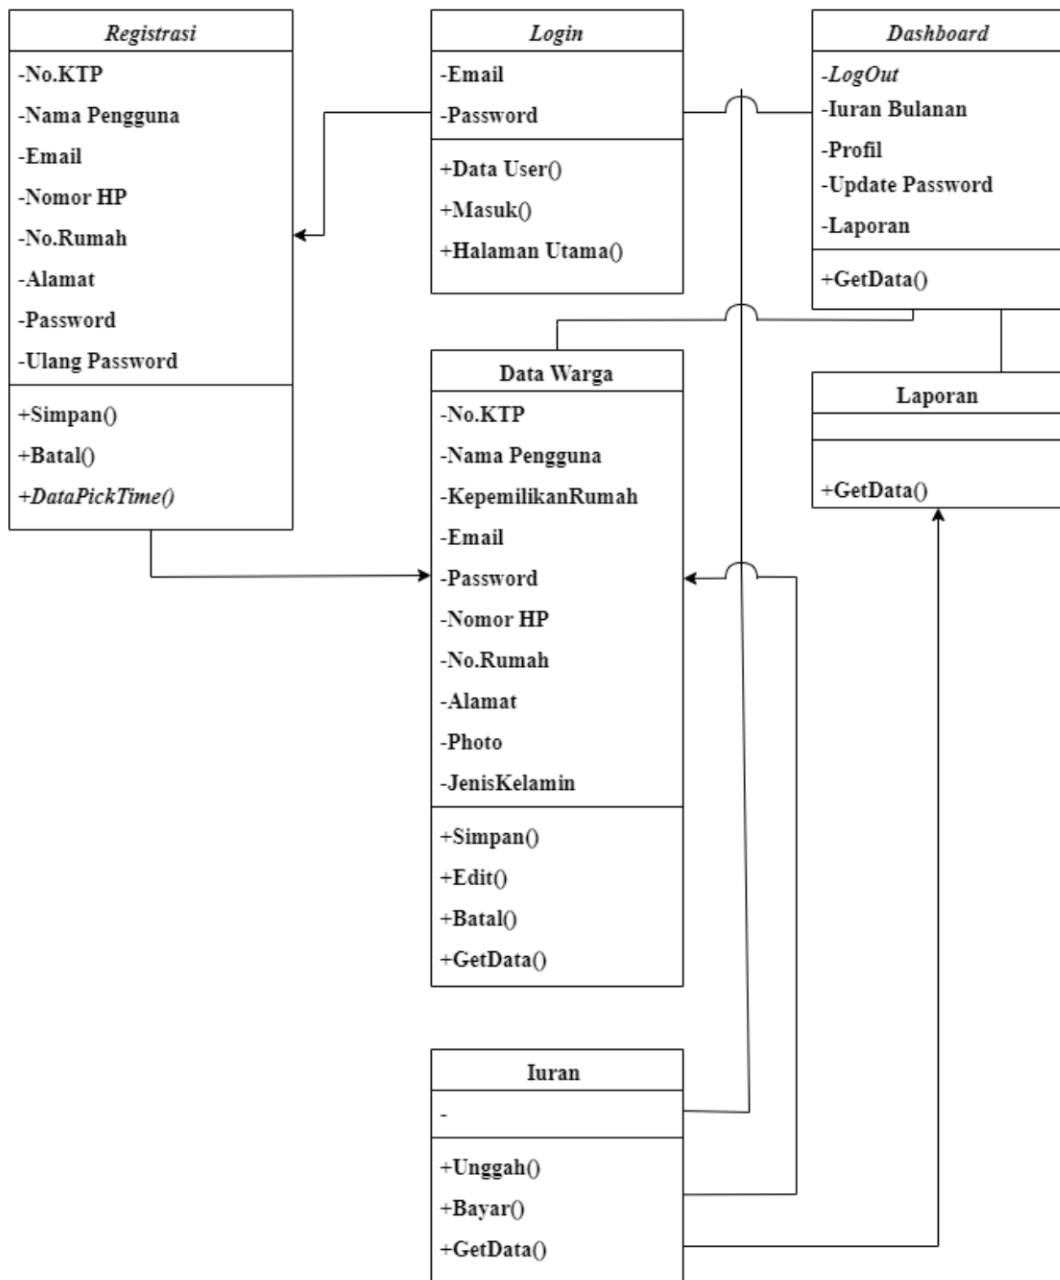 Registrasi
-No.KTP
-Nama Pengguna
-Email
-Nomor HP
-No.Rumah
-Alamat
-Password
-Ulang Password
+Simpan()
+Batal()
+DataPickTime()
Login
-Email
-Password
+Data User()
+Masuk()
+Halaman Utama()
Dashboard
-LogOut
-Iuran Bulanan
-Profil
-Update Password
-Laporan
+GetData()
Data Warga
-No.KTP
-Nama Pengguna
-KepemilikanRumah
-Email
-Password
-Nomor HP
-No.Rumah
-Alamat
-Photo
-JenisKelamin
+Simpan()
+Edit()
+Batal()
+GetData()
Laporan
+GetData()
Iuran
-
+Unggah()
+Bayar()
+GetData()